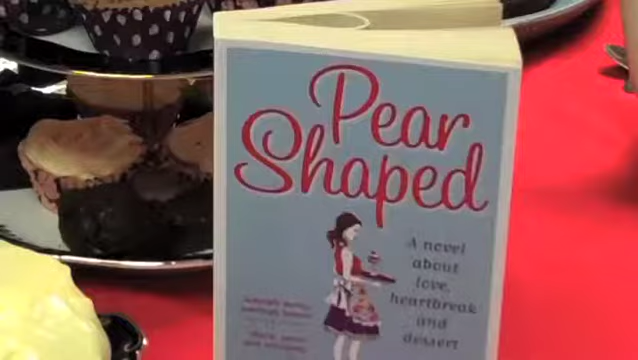 Pear
Shaped
A novel
about
love,
heartbreak
and
dessert